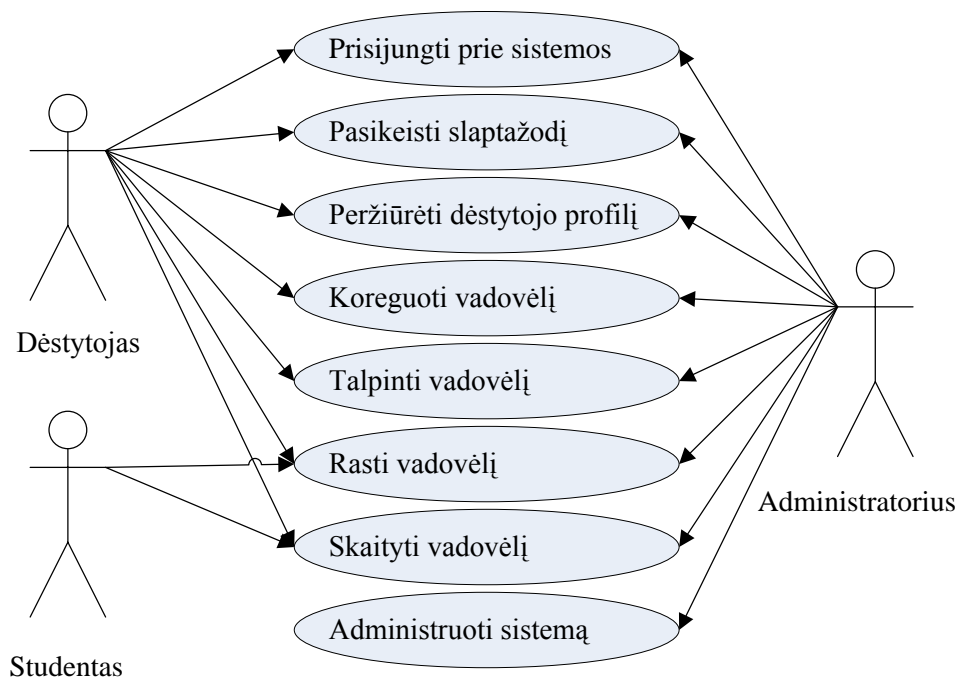 Prisijungti prie sistemos
Pasikeisti slaptažodį
Peržiūrėti dėstytojo profilį
Koreguoti vadovėlį
Dėstytojas
Talpinti vadovėlį
Rasti vadovėlį
Administratorius
Skaityti vadovėlį
Administruoti sistemą
Studentas